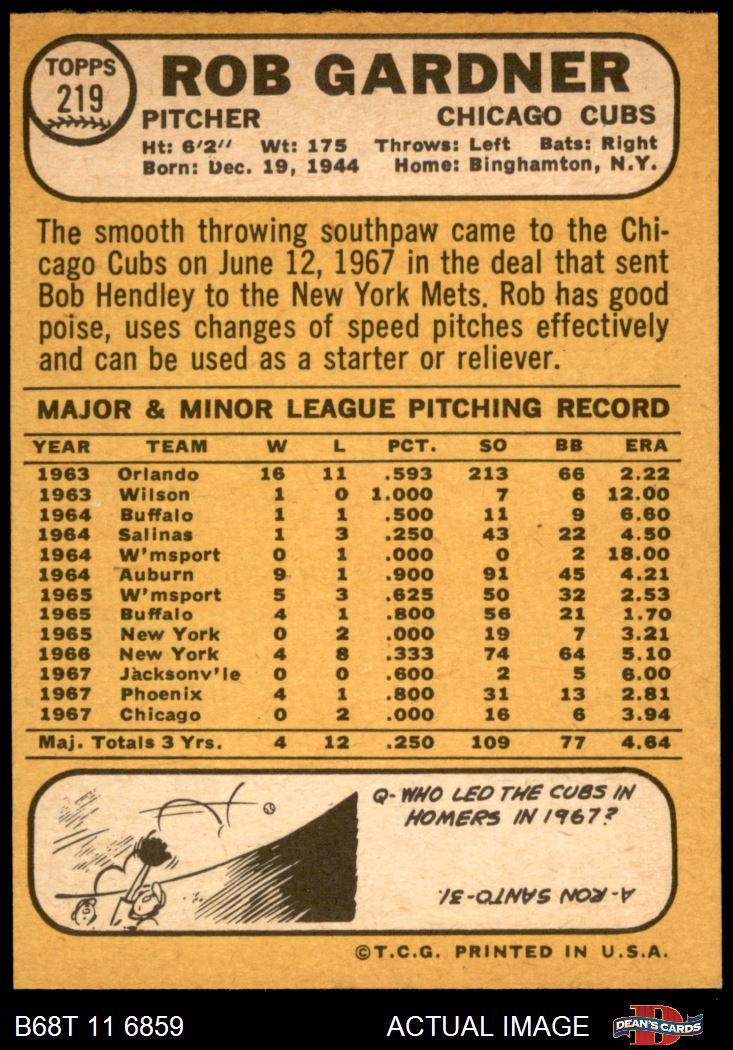 TOPPS
219
ROB GARDNER
PITCHER CHICAGO CUBS
Ht: 6'2" Wt: 175 Throws: Left Bats: Right
Born: Dec. 19, 1944 Home: Binghamton, N.Y.
The smooth throwing southpaw came to the Chi-
cago Cubs on June 12, 1967 in the deal that sent
Bob Hendley to the New York Mets. Rob has good
poise, uses changes of speed pitches effectively
and can be used as a starter or reliever.
MAJOR & MINOR LEAGUE PITCHING RECORD
YEAR TEAM W L PCT. SO BB ERA
1963 Orlando 16 11 .593 213 66 2.22
1963 Wilson 1 0 1.000 7 6 12.00
1964 Buffalo 1 1 .500 11 9 6.60
1964 Salinas 1 3 .250 43 22 4.50
1964 W'msport 0 1 .000 0 2 18.00
1964 Auburn 9 1 .900 91 45 4.21
1965 W'msport 5 3 .625 50 32 2.53
1965 Buffalo 4 1 .800 56 21 1.70
1965 New York 0 2 .000 19 7 3.21
1966 New York 4 8 .333 74 64 5.10
1967 Jacksonv'le 0 0 .600 2 5 6.00
1967 Phoenix 4 1 .800 31 13 2.81
1967 Chicago 0 2 .000 16 6 3.94
Maj. Totals 3 Yrs. 4 12 .250 109 77 4.64
Q- WHO LED THE CUBS IN
HOMERS IN 1967?
A- RON SANTO-31.
©T.C.G. PRINTED IN U.S.A.
B68T 11 6859 ACTUAL IMAGE DEAN'S CARDS